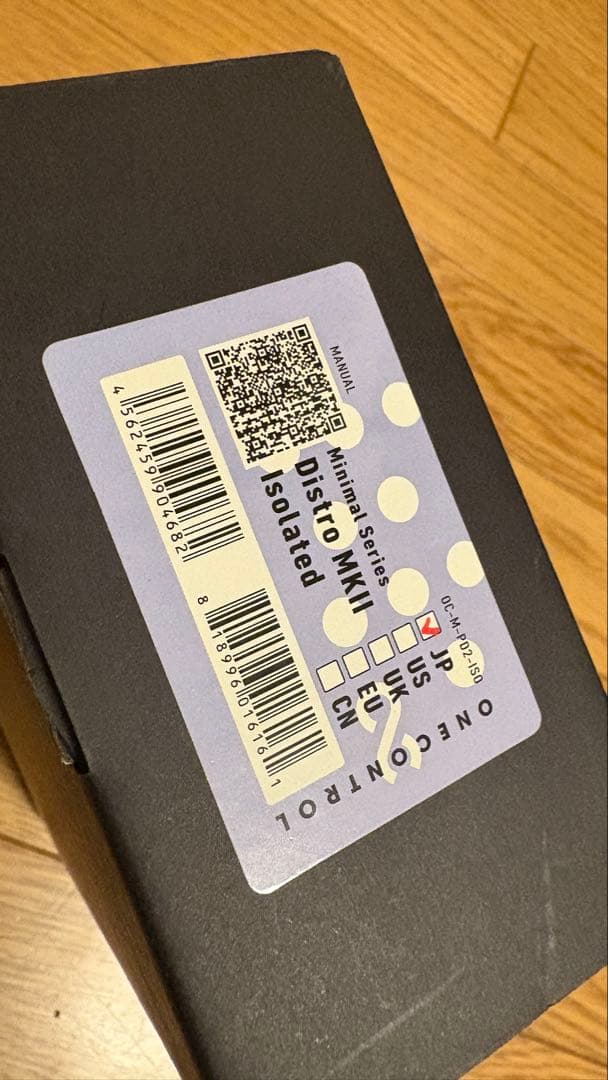 MANUAL
Minimal Series
Distro MKII
Isolated
OC-M-PD2-ISO
JP
US
UK
EU
CN
4 562459 904682
8 18996 01616 1
ONE CONTROL